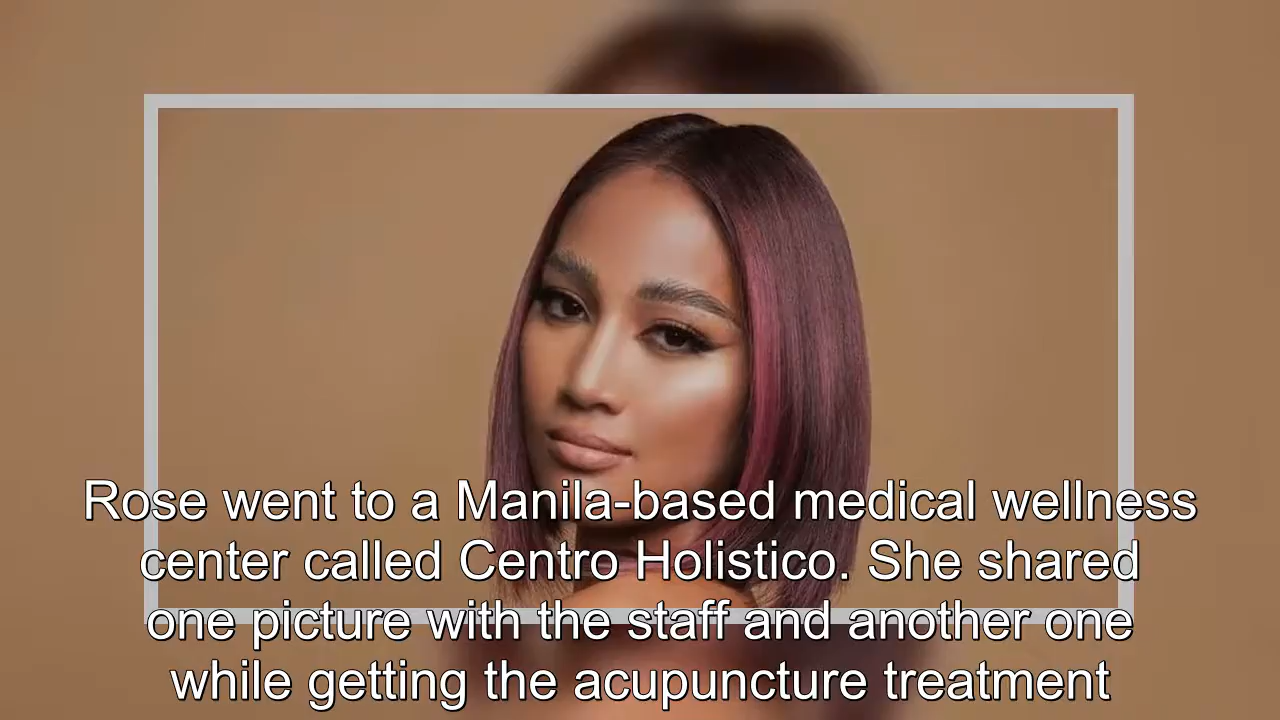 Rose went to a Manila-based medical wellness
center called Centro Holistico. She shared
one picture with the staff and another one
while getting the acupuncture treatment